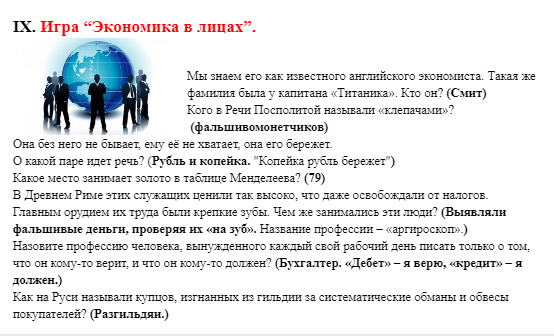 IX. Игра “Экономика в лицах”.
Мы знаем его как известного английского экономиста. Такая же
фамилия была у капитана «Титаника». Кто он? (Смит)
Кого в Речи Посполитой называли «клепачами»?
(фальшивомонетчиков)
Она без него не бывает, ему её не хватает, она его бережет.
О какой паре идет речь? (Рубль и копейка. "Копейка рубль бережет")
Какое место занимает золото в таблице Менделеева? (79)
В Древнем Риме этих служащих ценили так высоко, что даже освобождали от налогов.
Главным орудием их труда были крепкие зубы. Чем же занимались эти люди? (Выявляли
фальшивые деньги, проверяя их «на зуб». Название профессии – «аргироскоп».)
Назовите профессию человека, вынужденного каждый свой рабочий день писать только о том,
что он кому-то верит, и что он кому-то должен? (Бухгалтер. «Дебет» – я верю, «кредит» – я
должен.)
Как на Руси называли купцов, изгнанных из гильдии за систематические обманы и обвесы
покупателей? (Разгильдяи.)